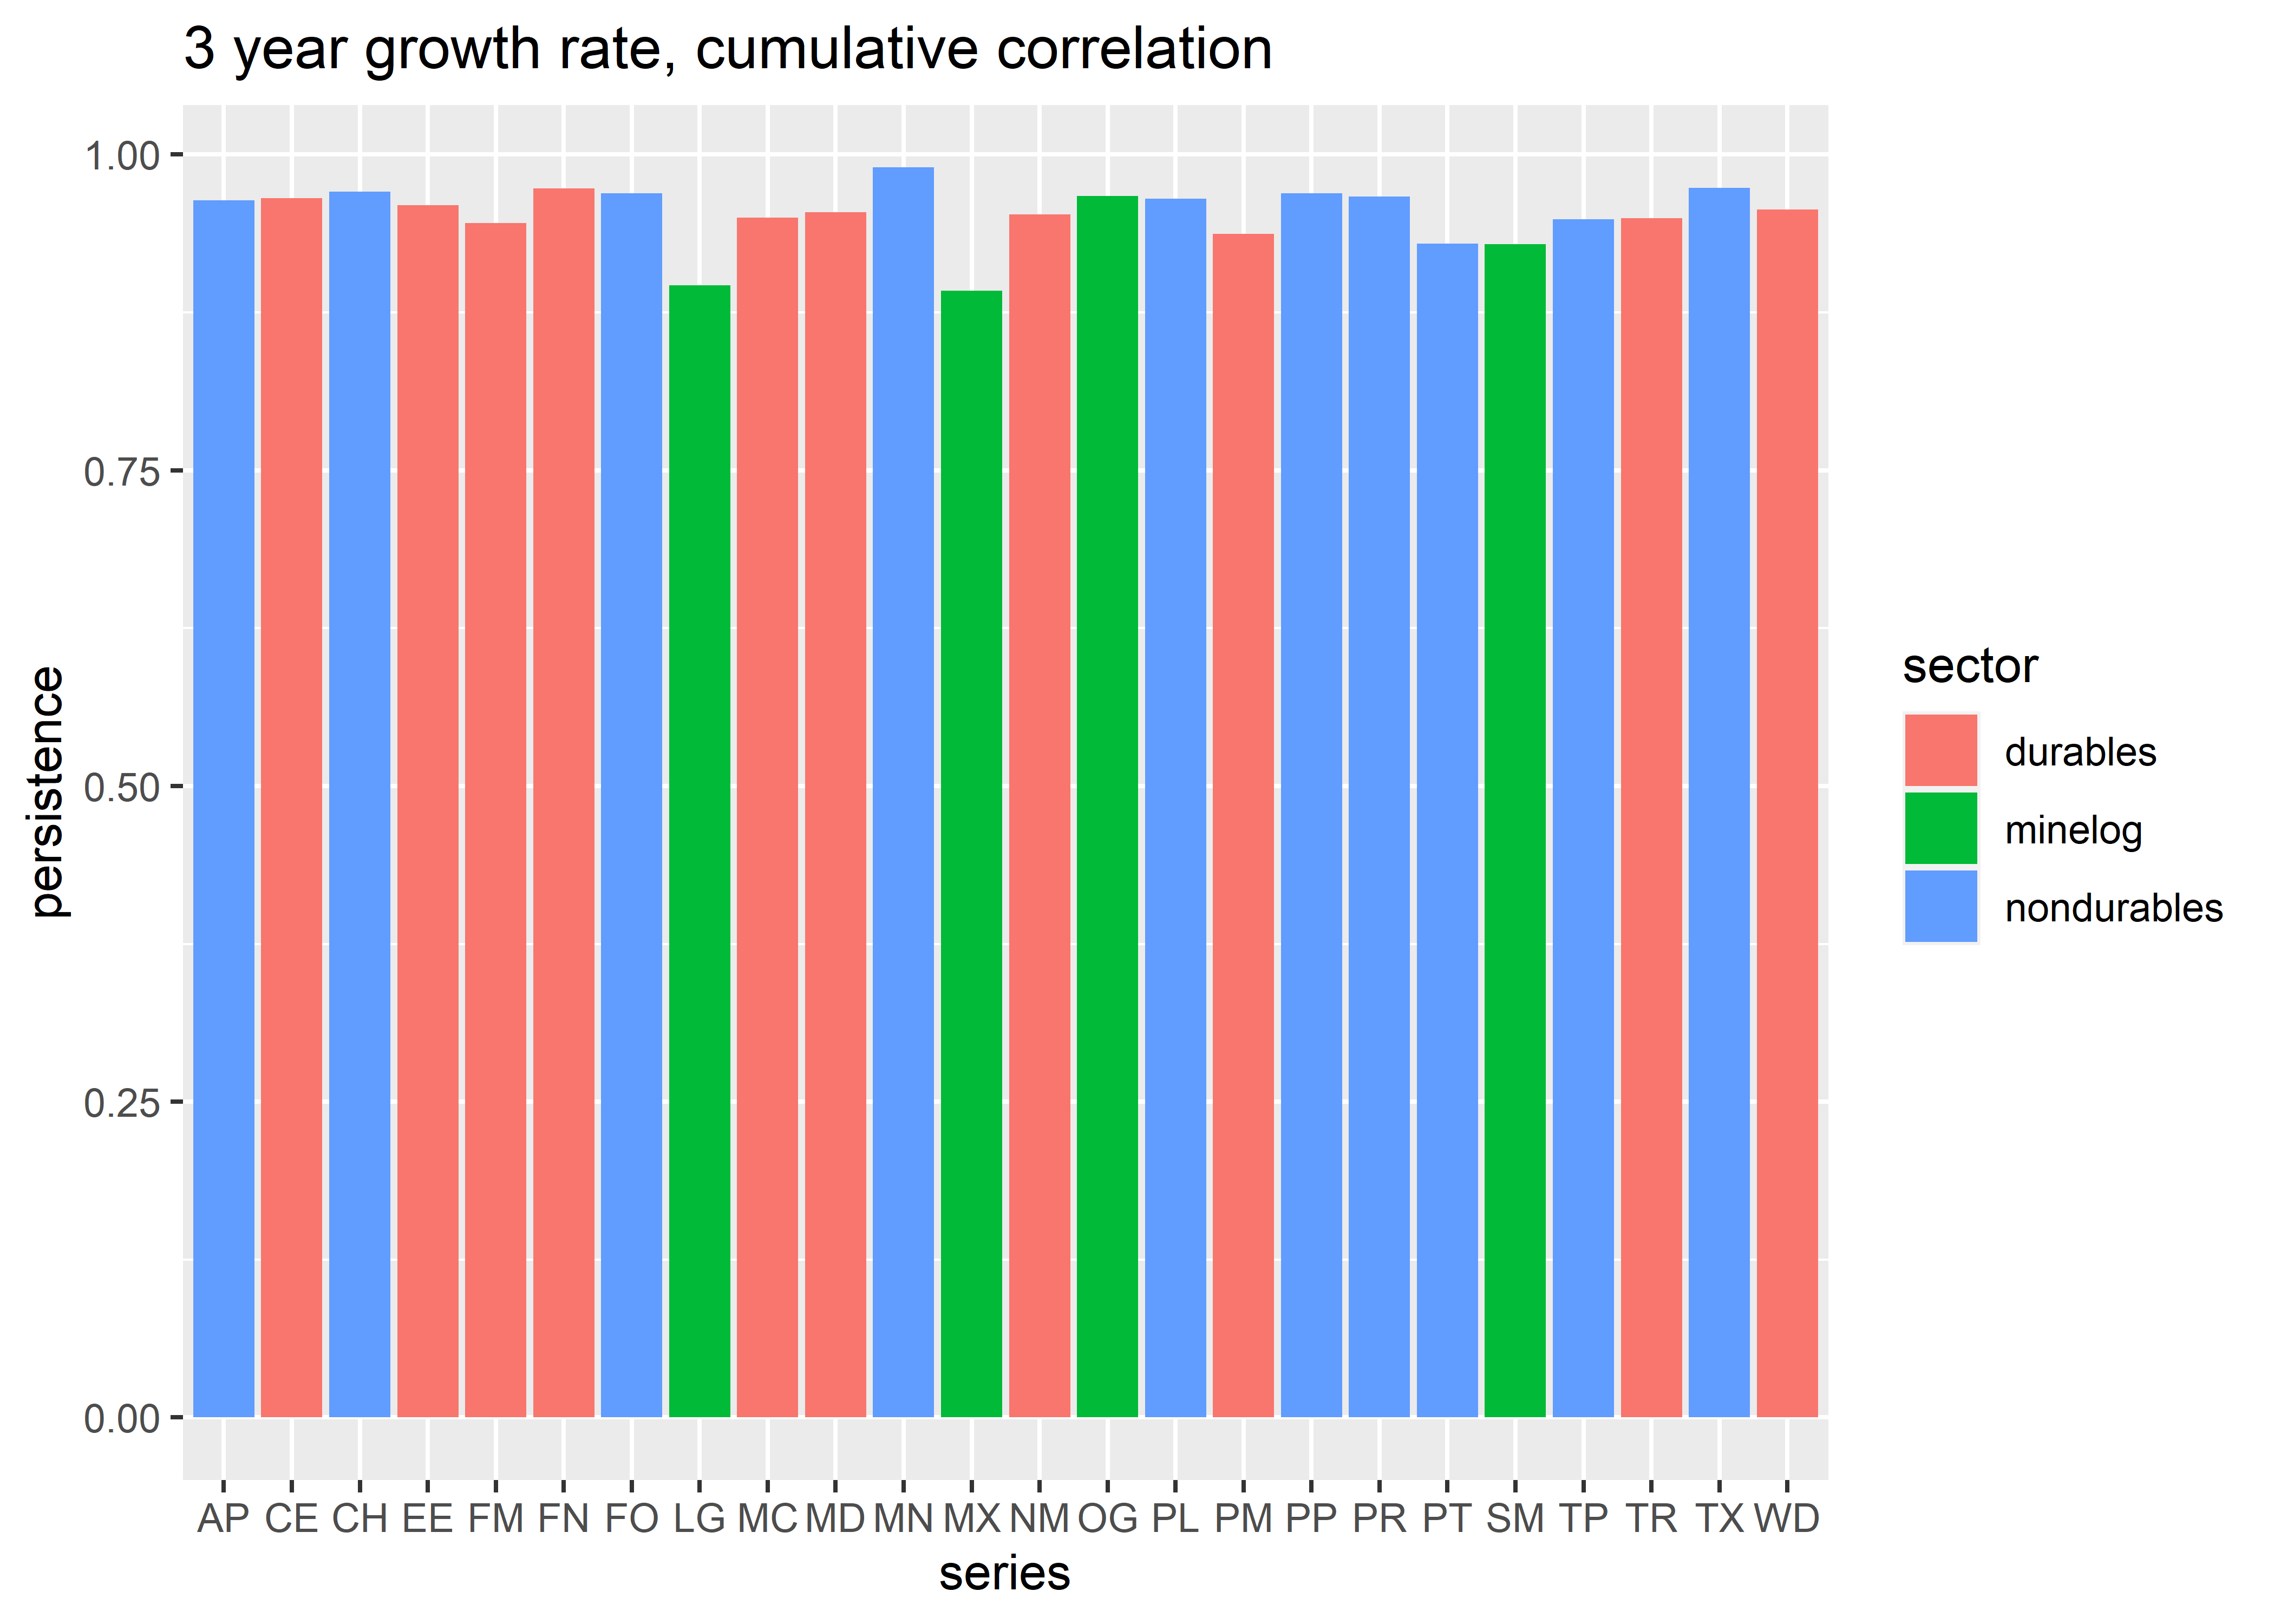 3 year growth rate, cumulative correlation
1.00
0.75
0.50
0.25
0.00
persistence
AP CE CH EE FM FN FO LG MC MD MN MX NM OG PL PM PP PR PT SM TP TR TX WD
series
sector
durables
minelog
nondurables